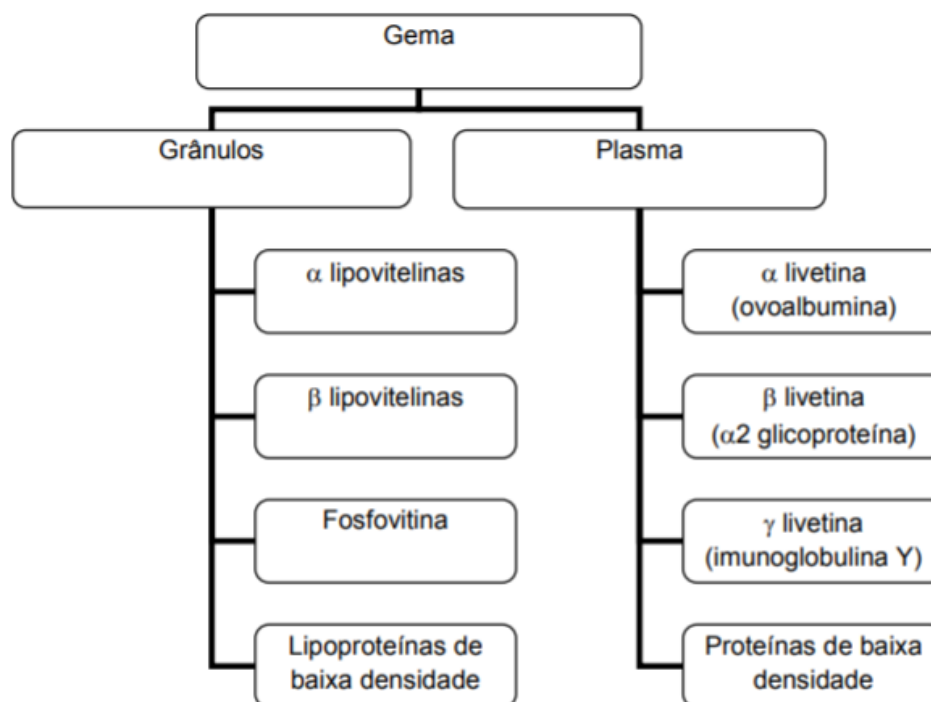 Gema
Grânulos
Plasma
α lipovitelinas
β lipovitelinas
Fosfovitina
Lipoproteínas de
baixa densidade
α livetina
(ovoalbumina)
β livetina
(α2 glicoproteína)
γ livetina
(imunoglobulina Y)
Proteínas de baixa
densidade